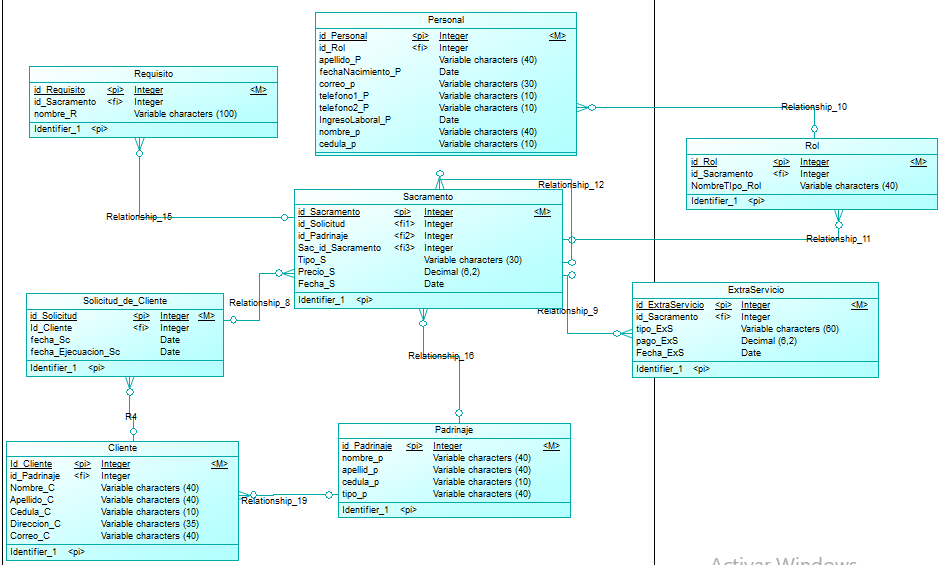 Personal
id_Personal <pi> Integer <M>
id_Rol <fi> Integer
apellido_P Variable characters (40)
fechaNacimiento_P Date
correo_p Variable characters (30)
telefono1_P Variable characters (10)
telefono2_P Variable characters (10)
IngresoLaboral_P Date
nombre_p Variable characters (40)
cedula_p Variable characters (10)
Requisito
id_Requisito <pi> Integer <M>
id_Sacramento <fi> Integer
nombre_R Variable characters (100)
Identifier_1 <pi>
Relationship_10
Rol
id_Rol <pi> Integer <M>
id_Sacramento <fi> Integer
NombreTIpo_Rol Variable characters (40)
Identifier_1 <pi>
Relationship_12
Relationship_15
Relationship_11
Sacramento
id_Sacramento <pi> Integer <M>
id_Solicitud <fi1> Integer
id_Padrinaje <fi2> Integer
Sac_id_Sacramento <fi3> Integer
Tipo_S Variable characters (30)
Precio_S Decimal (6,2)
Fecha_S Date
Identifier_1 <pi>
Relationship_8
Relationship_9
Solicitud_de_Cliente
id_Solicitud <pi> Integer <M>
Id_Cliente <fi> Integer
fecha_Sc Date
fecha_Ejecucion_Sc Date
Identifier_1 <pi>
ExtraServicio
id_ExtraServicio <pi> Integer <M>
id_Sacramento <fi> Integer
tipo_ExS Variable characters (60)
pago_ExS Decimal (6,2)
Fecha_ExS Date
Identifier_1 <pi>
Relationship_16
R4
Cliente
Id_Cliente <pi> Integer <M>
id_Padrinaje <fi> Integer
Nombre_C Variable characters (40)
Apellido_C Variable characters (40)
Cedula_C Variable characters (10)
Direccion_C Variable characters (35)
Correo_C Variable characters (40)
Identifier_1 <pi>
Relationship_19
Padrinaje
id_Padrinaje <pi> Integer <M>
nombre_p Variable characters (40)
apellid_p Variable characters (40)
cedula_p Variable characters (10)
tipo_p Variable characters (40)
Identifier_1 <pi>
Activar Windows